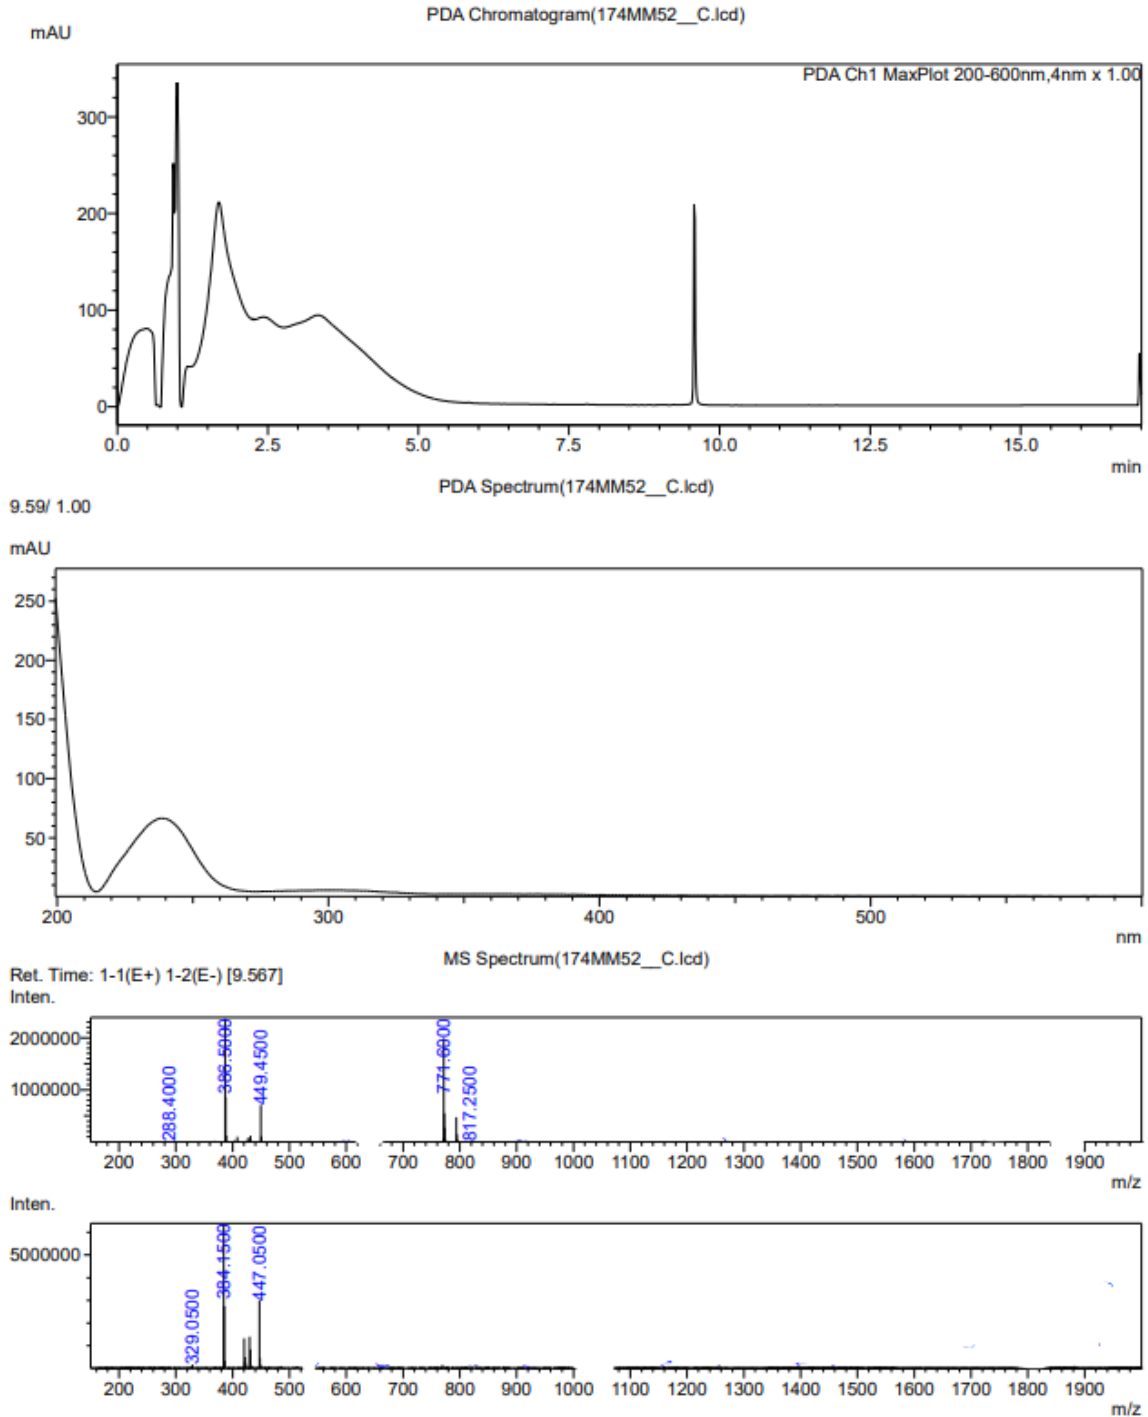 PDA Chromatogram(174MM52__C.lcd)
mAU
PDA Ch1 MaxPlot 200-600nm,4nm x 1.00
300
200
100
0
0.0 2.5 5.0 7.5 10.0 12.5 15.0
min
PDA Spectrum(174MM52__C.lcd)
9.59/ 1.00
mAU
250
200
150
100
50
200 300 400 500
nm
MS Spectrum(174MM52__C.lcd)
Ret. Time: 1-1(E+) 1-2(E-) [9.567]
Inten.
2000000
1000000
288.4000
386.5000
449.4500
771.6000
817.2500
200 300 400 500 600 700 800 900 1000 1100 1200 1300 1400 1500 1600 1700 1800 1900
m/z
Inten.
5000000
329.0500
384.1500
447.0500
200 300 400 500 600 700 800 900 1000 1100 1200 1300 1400 1500 1600 1700 1800 1900
m/z